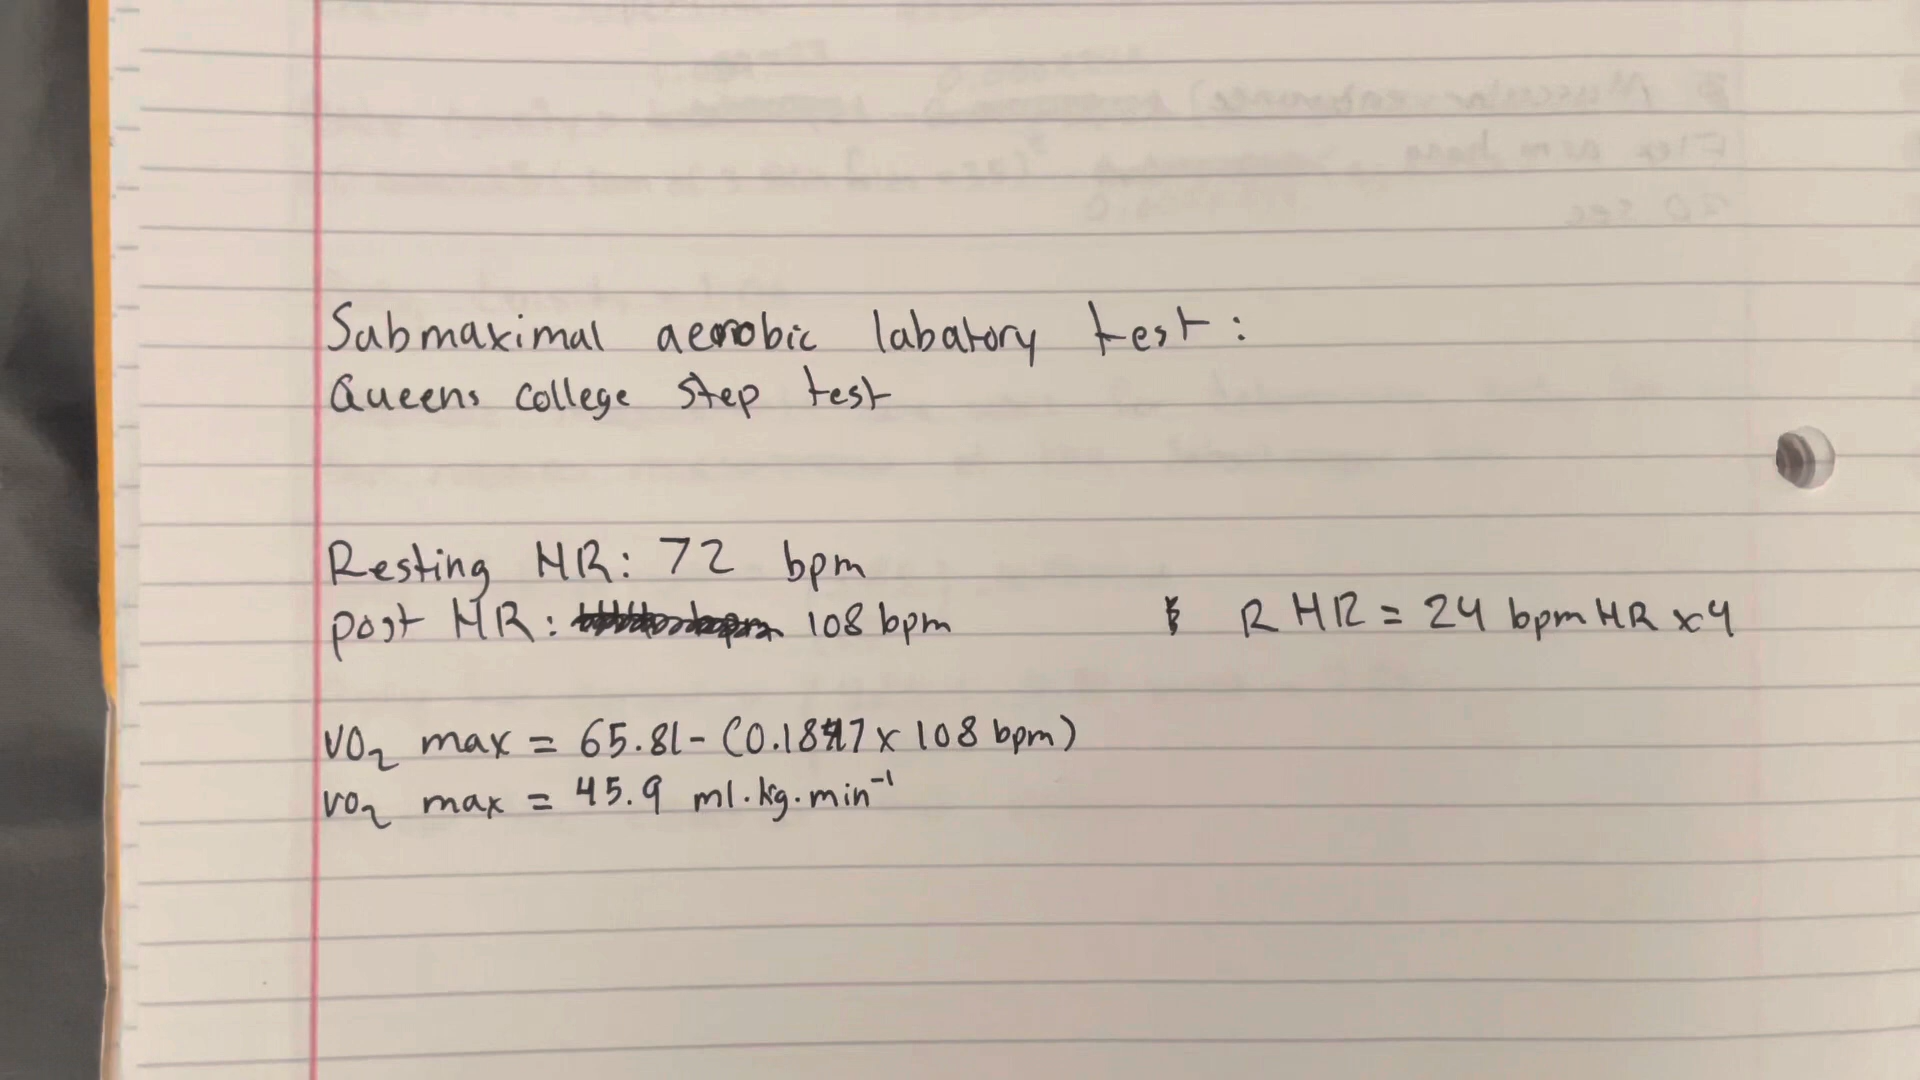 Submaximal aerobic labatory test:
Queens college step test
Resting HR: 72 bpm
post HR: 108 bpm RHR = 24 bpm HR x4
VO2 max = 65.81 - (0.1847 x 108 bpm)
VO2 max = 45.9 ml.kg.min⁻¹